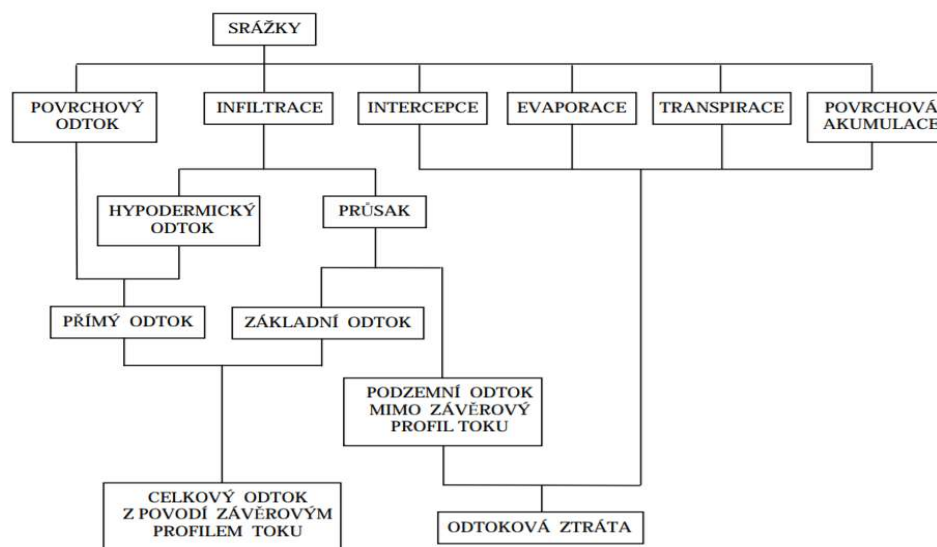 SRÁŽKY
POVRCHOVÝ
ODTOK
INFILTRACE
INTERCEPCE
EVAPORACE
TRANSPIRACE
POVRCHOVÁ
AKUMULACE
HYPODERMICKÝ
ODTOK
PRŮSAK
PŘÍMÝ ODTOK
ZÁKLADNÍ ODTOK
PODZEMNÍ ODTOK
MIMO ZÁVĚROVÝ
PROFIL TOKU
CELKOVÝ ODTOK
Z POVODÍ ZÁVĚROVÝM
PROFILEM TOKU
ODTOKOVÁ ZTRÁTA